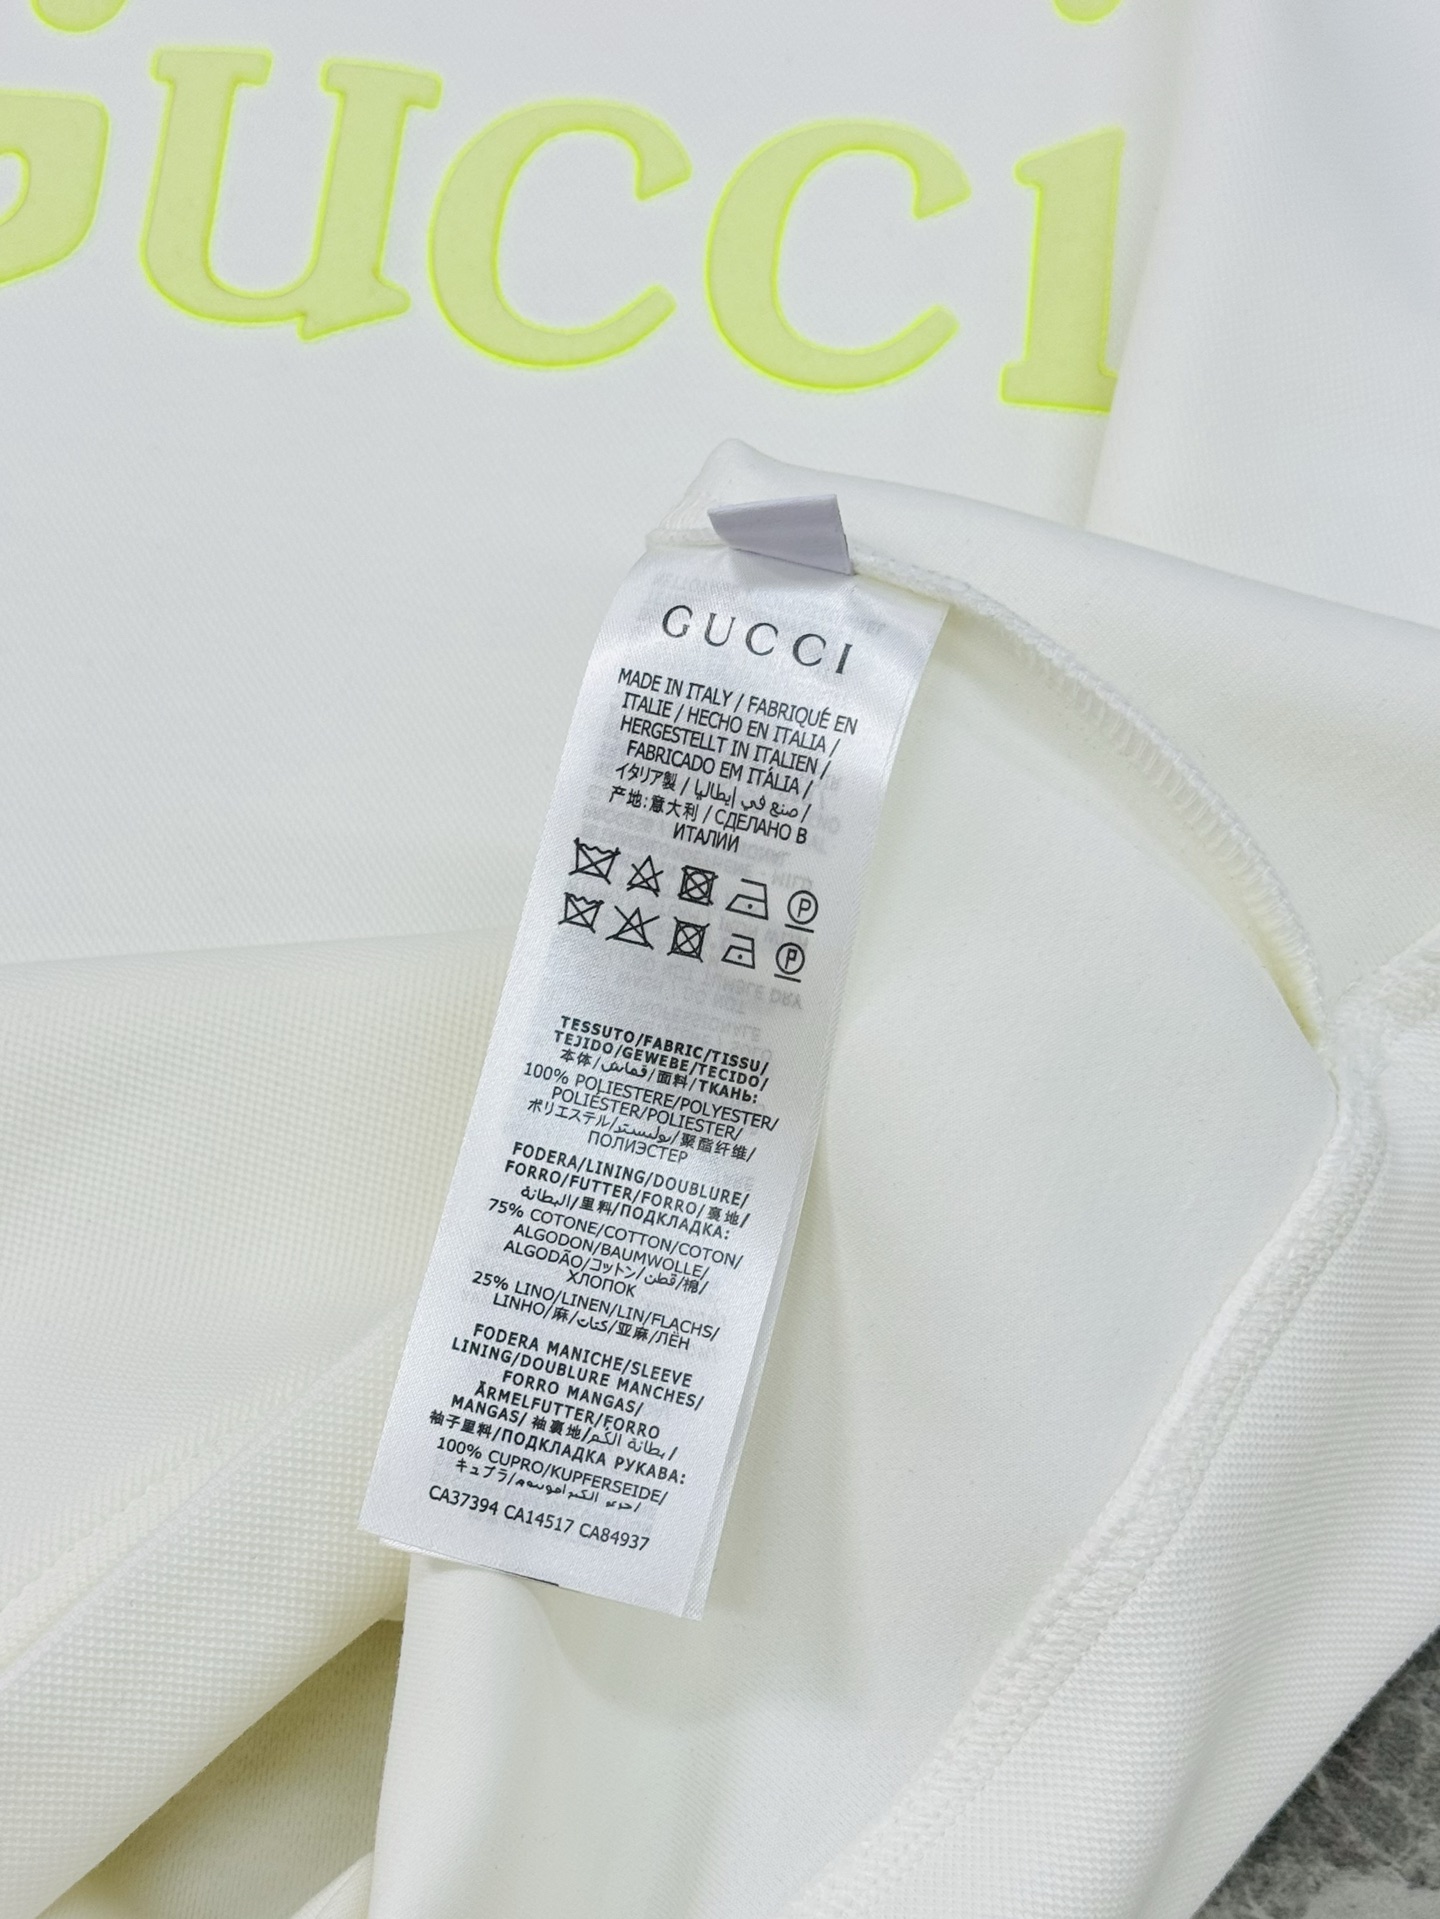 GUCCI
GUCCI
MADE IN ITALY / FABRIQUÉ EN
ITALIE / HECHO EN ITALIA /
HERGESTELLT IN ITALIEN /
FABRICADO EM ITÁLIA /
イタリア製 / صنع في إيطاليا /
产地:意大利 / СДЕЛАНО В
ИТАЛИИ
TESSUTO/FABRIC/TISSU/
TEJIDO/GEWEBE/TECIDO/
本体/قماش/面料/ТКАНЬ:
100% POLIESTERE/POLYESTER/
POLIÉSTER/POLIESTER/
ポリエステル/بوليستر/聚酯纤维/
ПОЛИЭСТЕР
FODERA/LINING/DOUBLURE/
FORRO/FUTTER/FORRO/裏地/
البطانة/里料/ПОДКЛАДКА:
75% COTONE/COTTON/COTON/
ALGODON/BAUMWOLLE/
ALGODÃO/コットン/قطن/棉/
ХЛОПОК
25% LINO/LINEN/LIN/FLACHS/
LINHO/麻/كتان/亚麻/ЛЁН
FODERA MANICHE/SLEEVE
LINING/DOUBLURE MANCHES/
FORRO MANGAS/
ÄRMELFUTTER/FORRO
MANGAS/ 袖裏地/بطانة الكم/
袖子里料/ПОДКЛАДКА РУКАВА:
100% CUPRO/KUPFERSEIDE/
キュプラ/
CA37394 CA14517 CA84937